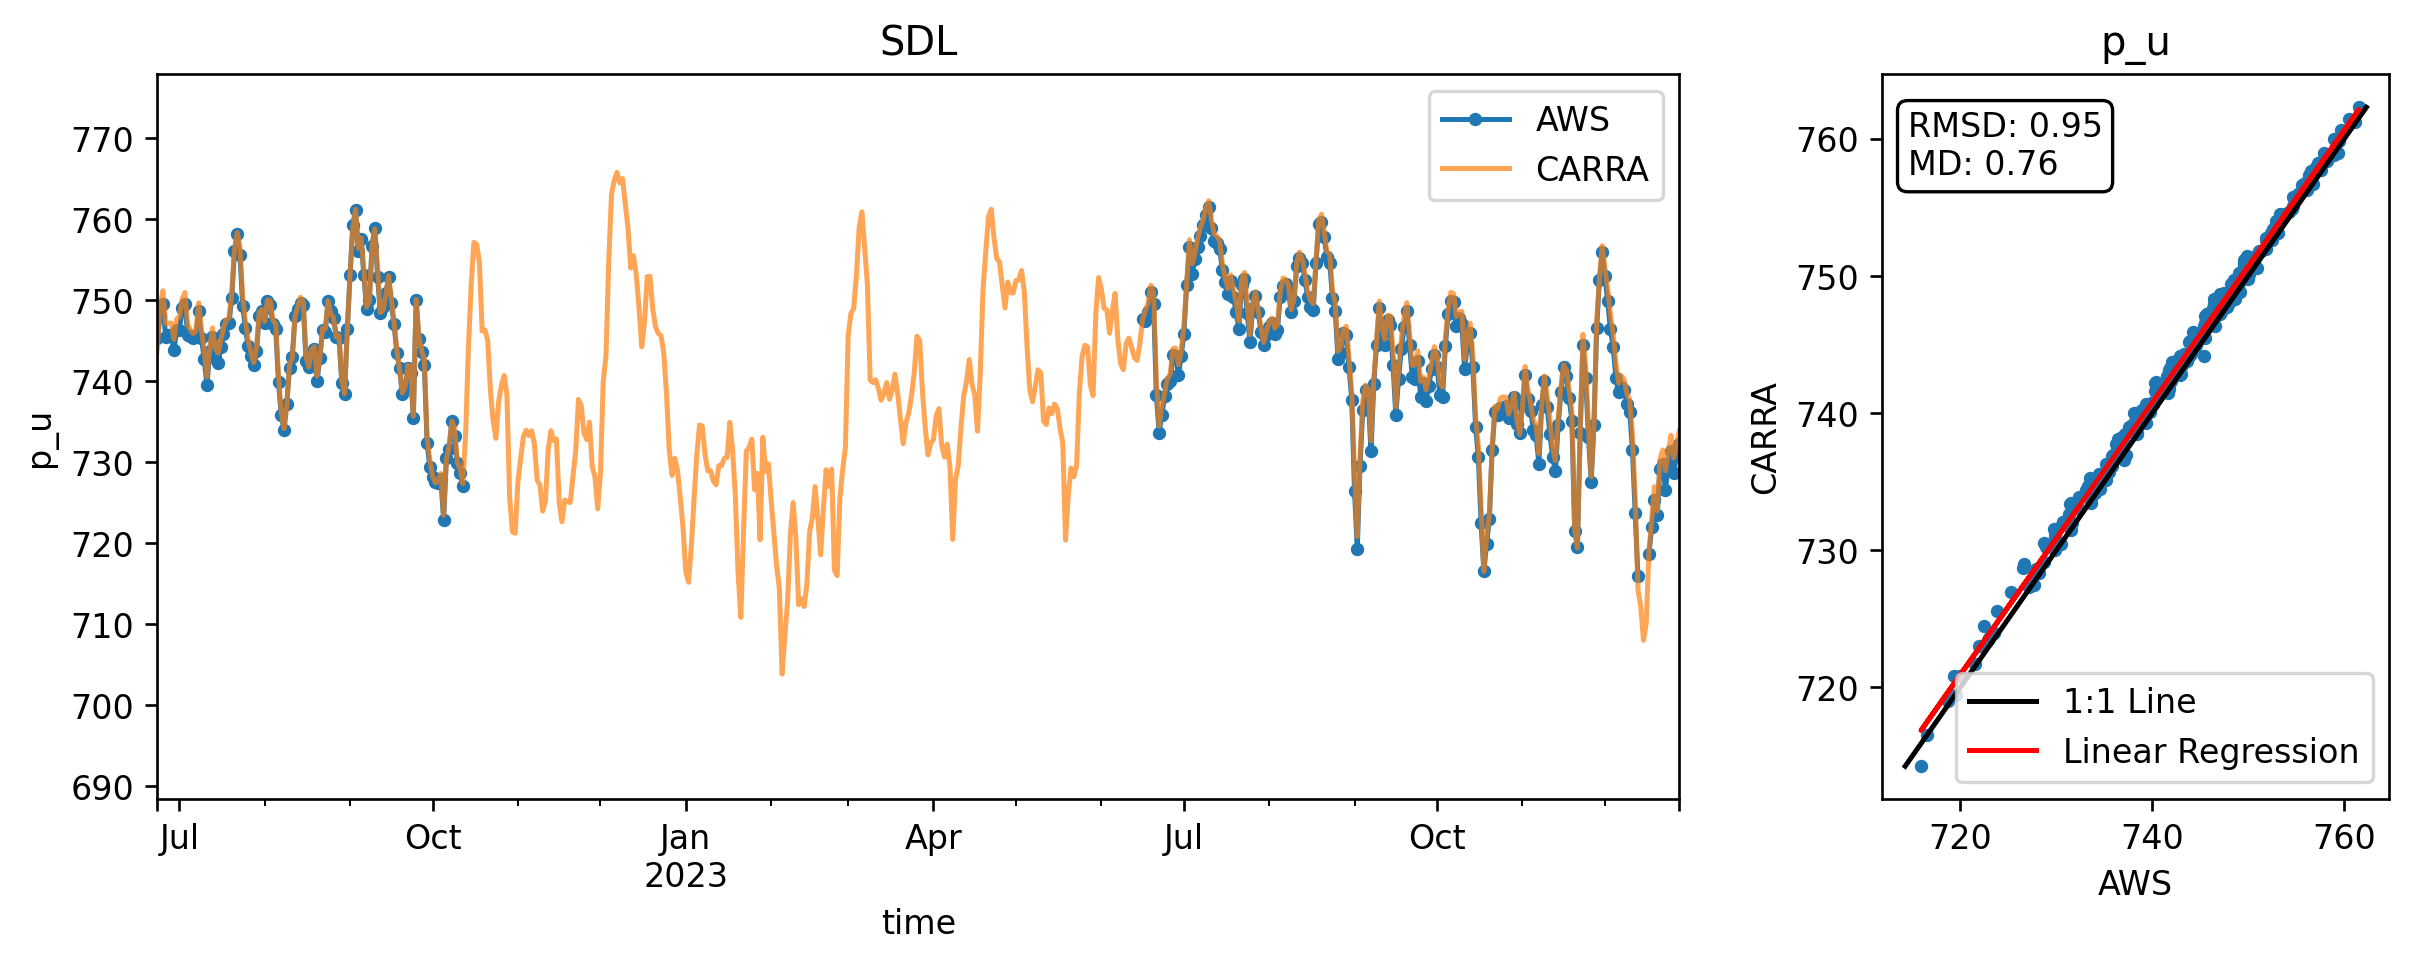 SDL
p_u
770
760
750
740
730
720
710
700
690
p_u
AWS
CARRA
Jul
Oct
Jan
2023
Apr
Jul
Oct
time
RMSD: 0.95
MD: 0.76
760
750
740
730
720
CARRA
1:1 Line
Linear Regression
720
740
760
AWS